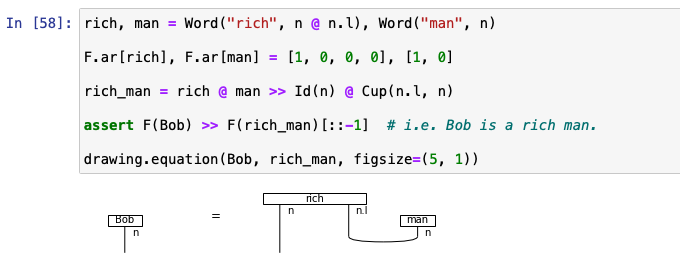 In [58]: rich, man = Word("rich", n @ n.l), Word("man", n)
F.ar[rich], F.ar[man] = [1, 0, 0, 0], [1, 0]
rich_man = rich @ man >> Id(n) @ Cup(n.l, n)
assert F(Bob) >> F(rich_man)[::-1]  # i.e. Bob is a rich man.
drawing.equation(Bob, rich_man, figsize=(5, 1))
rich
Bob = n n.l man
n n